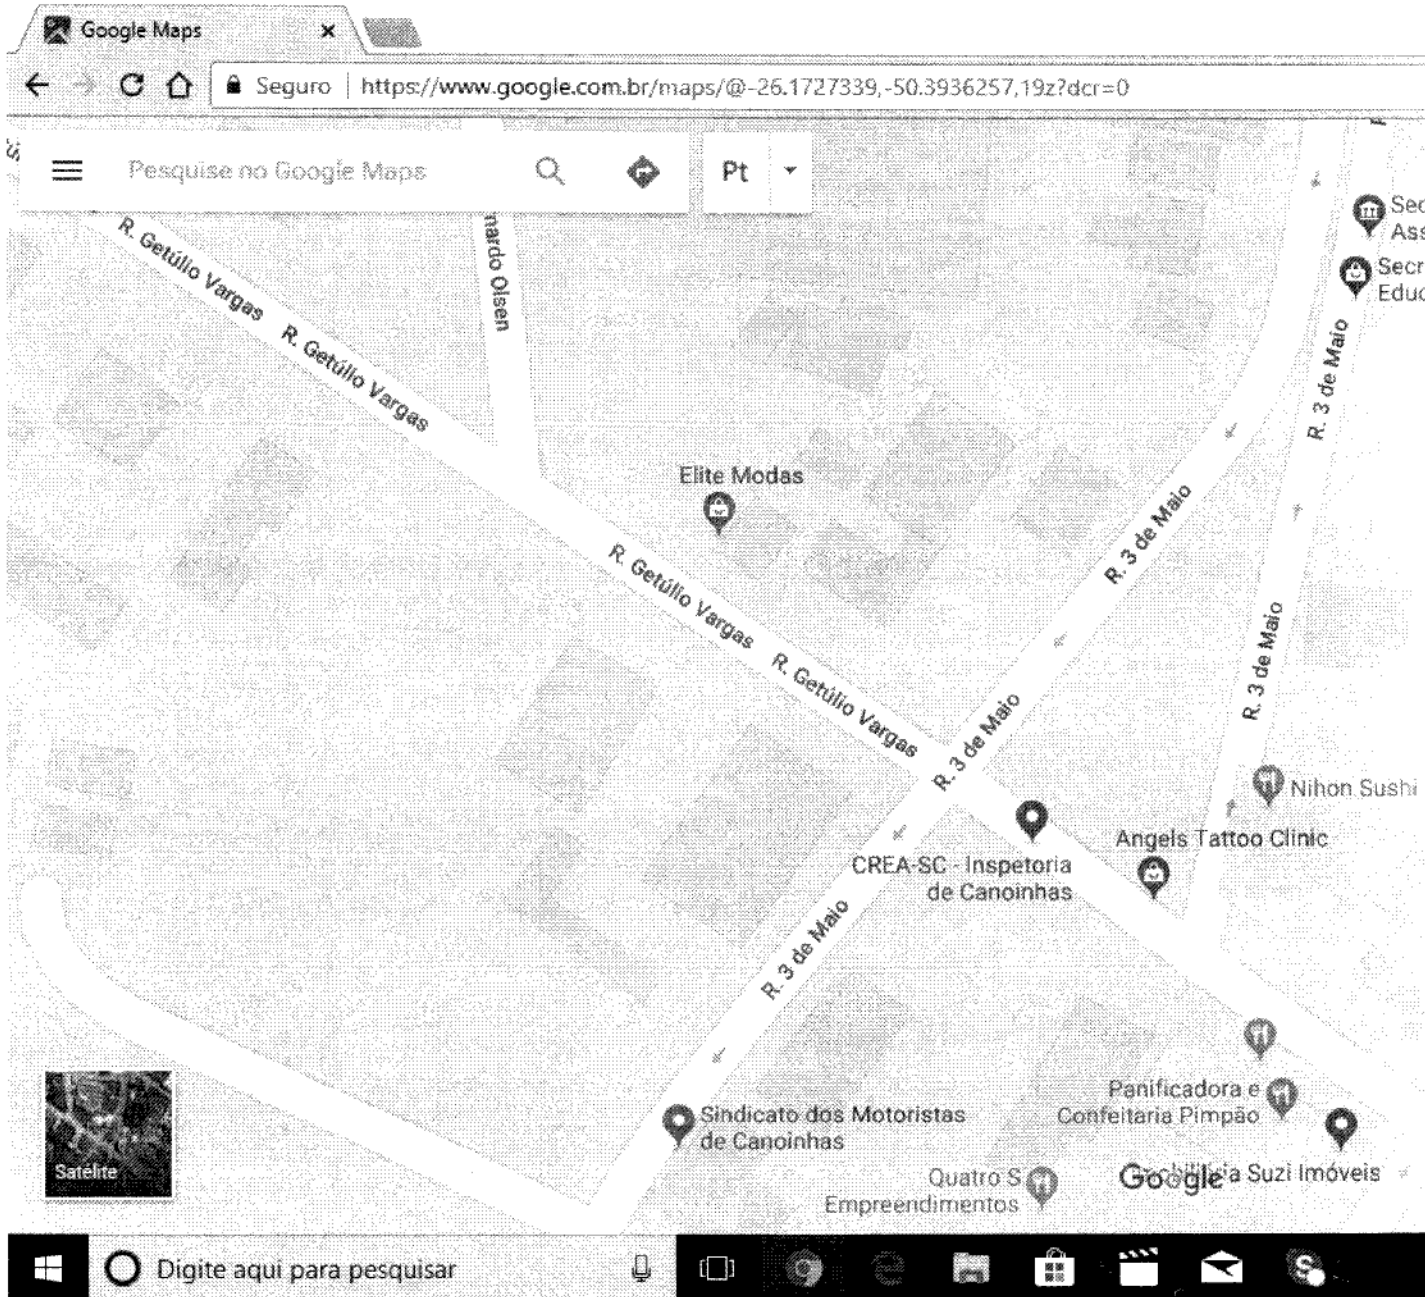 Google Maps
Seguro
https://www.google.com.br/maps/@-26.1727339,-50.3936257,19z?dcr=0
Pesquise no Google Maps
Pt
R. Getúlio Vargas
R. Getúlio Vargas
nardo Olsen
Sec
Ass
Secr
Educ
R. 3 de Maio
Elite Modas
R. 3 de Maio
R. Getúlio Vargas
R. Getúlio Vargas
R. 3 de Maio
R. 3 de Maio
Nihon Sushi
Angels Tattoo Clinic
CREA-SC - Inspetoria
de Canoinhas
R. 3 de Maio
Panificadora e
Confeitaria Pimpão
Sindicato dos Motoristas
de Canoinhas
Satélite
Quatro S
Empreendimentos
Google
a Suzi Imóveis
Digite aqui para pesquisar